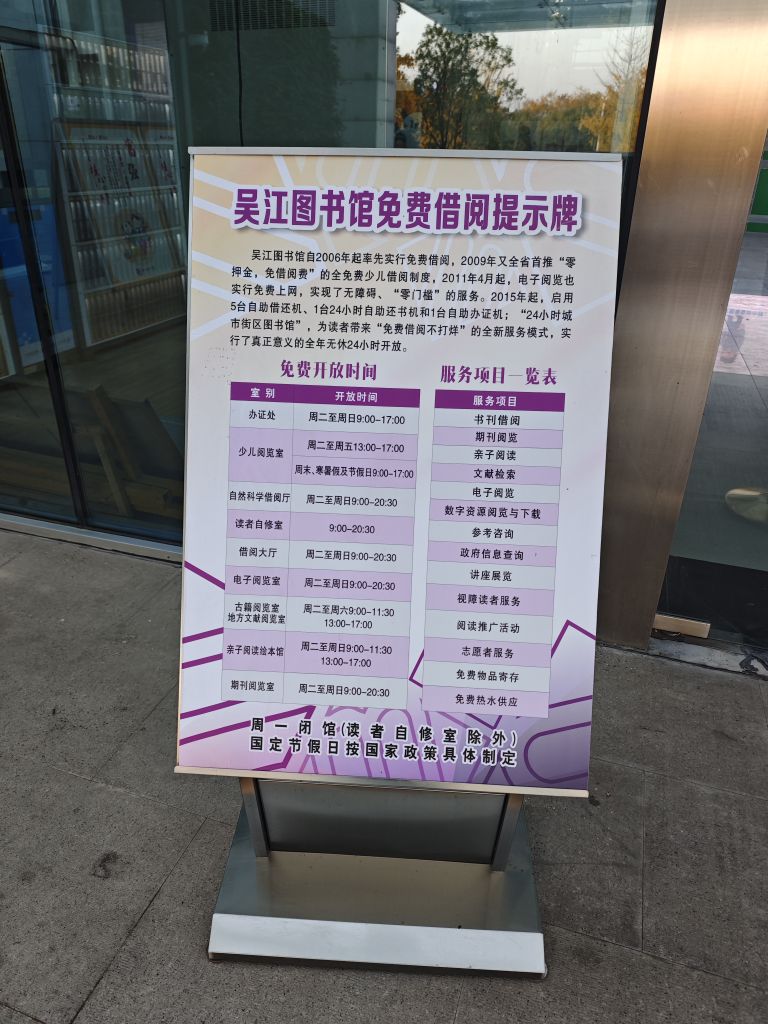 吴江图书馆免费借阅提示牌
吴江图书馆自2006年起率先实行免费借阅，2009年又全省首推“零
押金，免借阅费”的全免费少儿借阅制度，2011年4月起，电子阅览也
实行免费上网，实现了无障碍、“零门槛”的服务。2015年起，启用
5台自助借还机、1台24小时自助还书机和1台自助办证机；“24小时城
市街区图书馆”，为读者带来“免费借阅不打烊”的全新服务模式，实
行了真正意义的全年无休24小时开放。
免费开放时间
室 别 开放时间
办证处 周二至周日9:00-17:00
少儿阅览室 周二至周五13:00-17:00
周末、寒暑假及节假日9:00-17:00
自然科学借阅厅 周二至周日9:00-20:30
读者自修室 9:00-20:30
借阅大厅 周二至周日9:00-20:30
电子阅览室 周二至周日9:00-20:30
古籍阅览室 周二至周六9:00-11:30
地方文献阅览室 13:00-17:00
亲子阅读绘本馆 周二至周日9:00-11:30
13:00-17:00
期刊阅览室 周二至周日9:00-20:30
服务项目一览表
服务项目
书刊借阅
期刊阅览
亲子阅读
文献检索
电子阅览
数字资源阅览与下载
参考咨询
政府信息查询
讲座展览
视障读者服务
阅读推广活动
志愿者服务
免费物品寄存
免费热水供应
周一闭馆(读者自修室除外)
国定节假日按国家政策具体制定